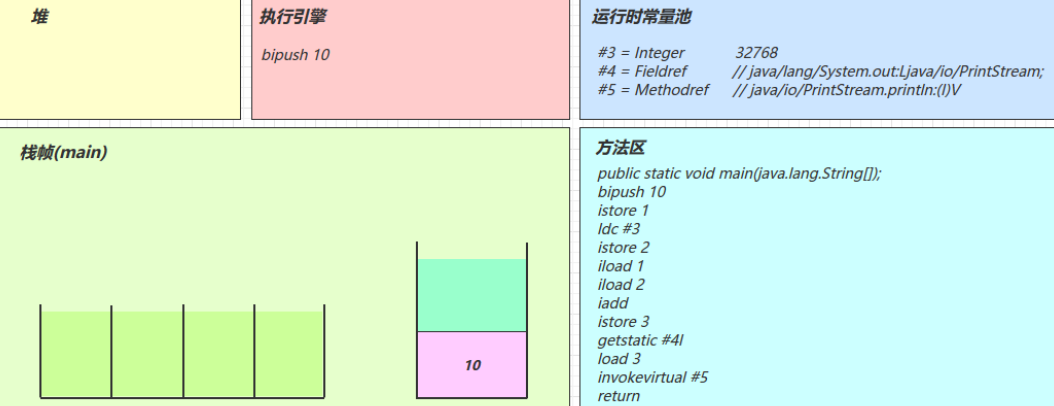 堆
执行引擎
bipush 10
运行时常量池
#3 = Integer 32768
#4 = Fieldref // java/lang/System.out:Ljava/io/PrintStream;
#5 = Methodref // java/io/PrintStream.println:(I)V
栈帧(main)
10
方法区
public static void main(java.lang.String[]);
bipush 10
istore 1
ldc #3
istore 2
iload 1
iload 2
iadd
istore 3
getstatic #4l
load 3
invokevirtual #5
return